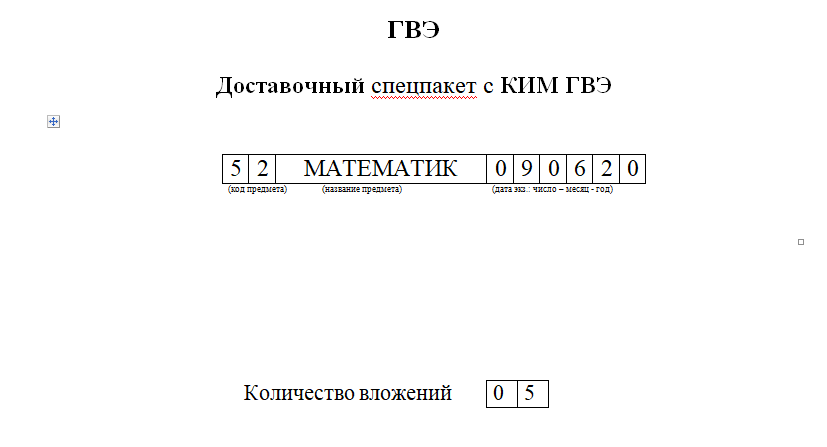 ГВЭ
Доставочный спецпакет с КИМ ГВЭ
5 2 МАТЕМАТИК 0 9 0 6 2 0
(код предмета) (название предмета) (дата экз.: число – месяц - год)
Количество вложений 0 5